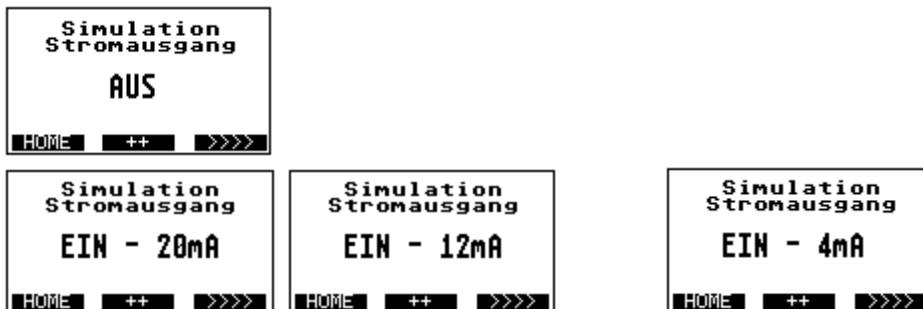 Simulation
Stromausgang
AUS
HOME ++ >>>>
Simulation
Stromausgang
EIN - 20mA
HOME ++ >>>>
Simulation
Stromausgang
EIN - 12mA
HOME ++ >>>>
Simulation
Stromausgang
EIN - 4mA
HOME ++ >>>>